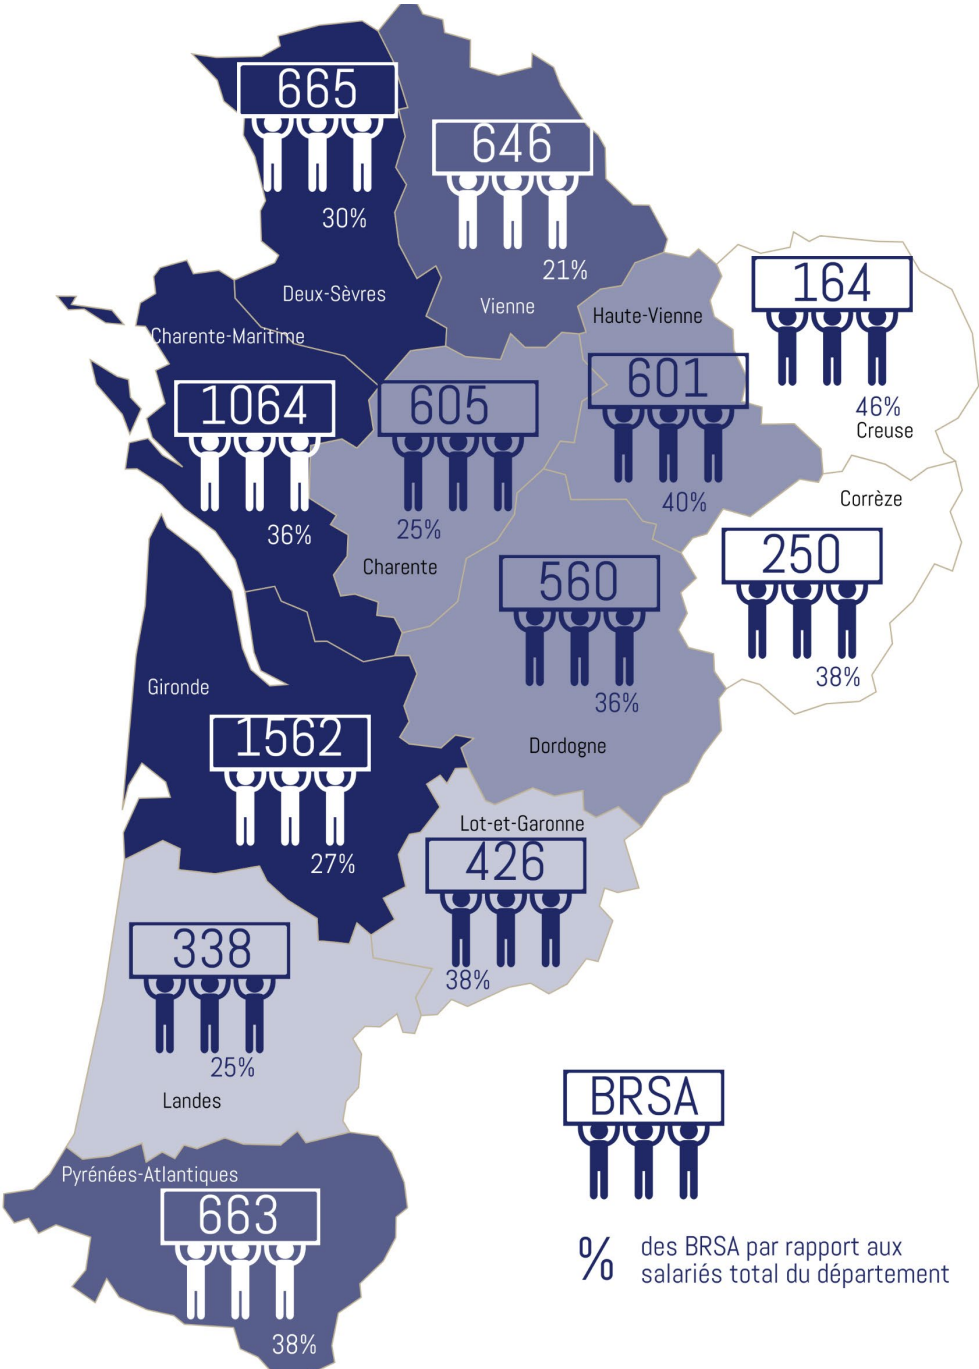 665
30%
Deux-Sèvres
646
21%
Vienne
Haute-Vienne
601
40%
164
46%
Creuse
Charente-Maritime
1064
36%
605
25%
Charente
Corrèze
250
38%
560
36%
Dordogne
Gironde
1562
27%
Lot-et-Garonne
426
38%
338
25%
Landes
Pyrénées-Atlantiques
663
38%
BRSA
% des BRSA par rapport aux
salariés total du département